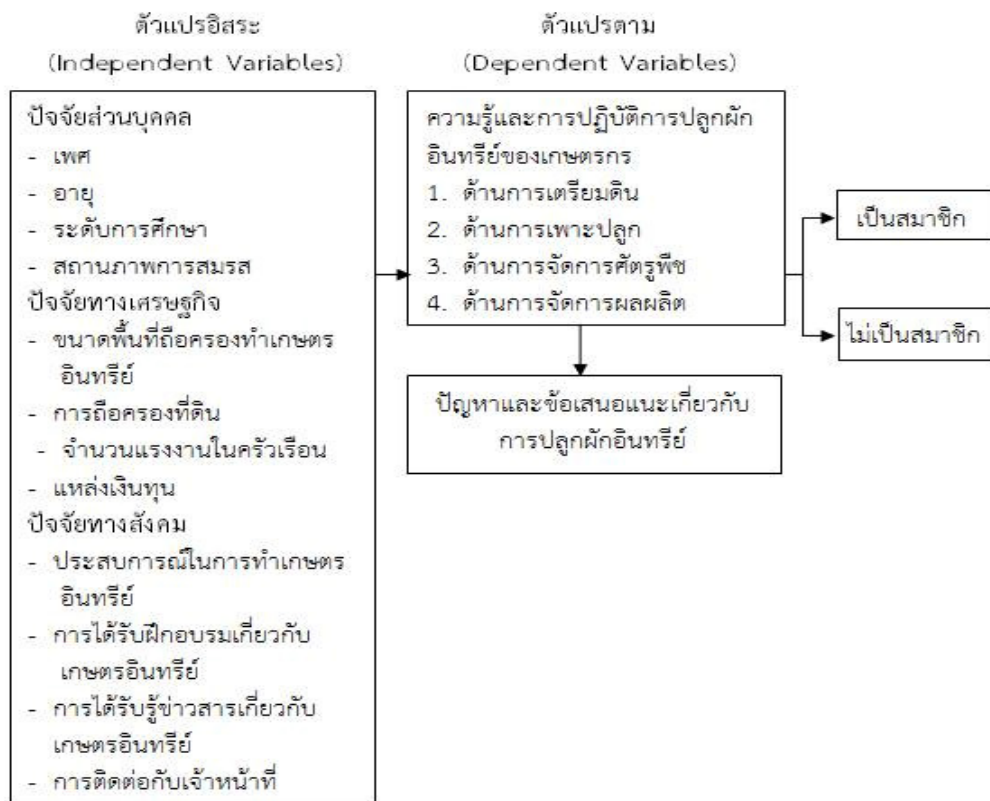 ตัวแปรอิสระ
(Independent Variables)
ปัจจัยส่วนบุคคล
- เพศ
- อายุ
- ระดับการศึกษา
- สถานภาพการสมรส
ปัจจัยทางเศรษฐกิจ
- ขนาดพื้นที่ถือครองทำเกษตร
อินทรีย์
- การถือครองที่ดิน
- จำนวนแรงงานในครัวเรือน
- แหล่งเงินทุน
ปัจจัยทางสังคม
- ประสบการณ์ในการทำเกษตร
อินทรีย์
- การได้รับฝึกอบรมเกี่ยวกับ
เกษตรอินทรีย์
- การได้รับรู้ข่าวสารเกี่ยวกับ
เกษตรอินทรีย์
- การติดต่อกับเจ้าหน้าที่
ตัวแปรตาม
(Dependent Variables)
ความรู้และการปฏิบัติการปลูกผัก
อินทรีย์ของเกษตรกร
1. ด้านการเตรียมดิน
2. ด้านการเพาะปลูก
3. ด้านการจัดการศัตรูพืช
4. ด้านการจัดการผลผลิต
ปัญหาและข้อเสนอแนะเกี่ยวกับ
การปลูกผักอินทรีย์
เป็นสมาชิก
ไม่เป็นสมาชิก